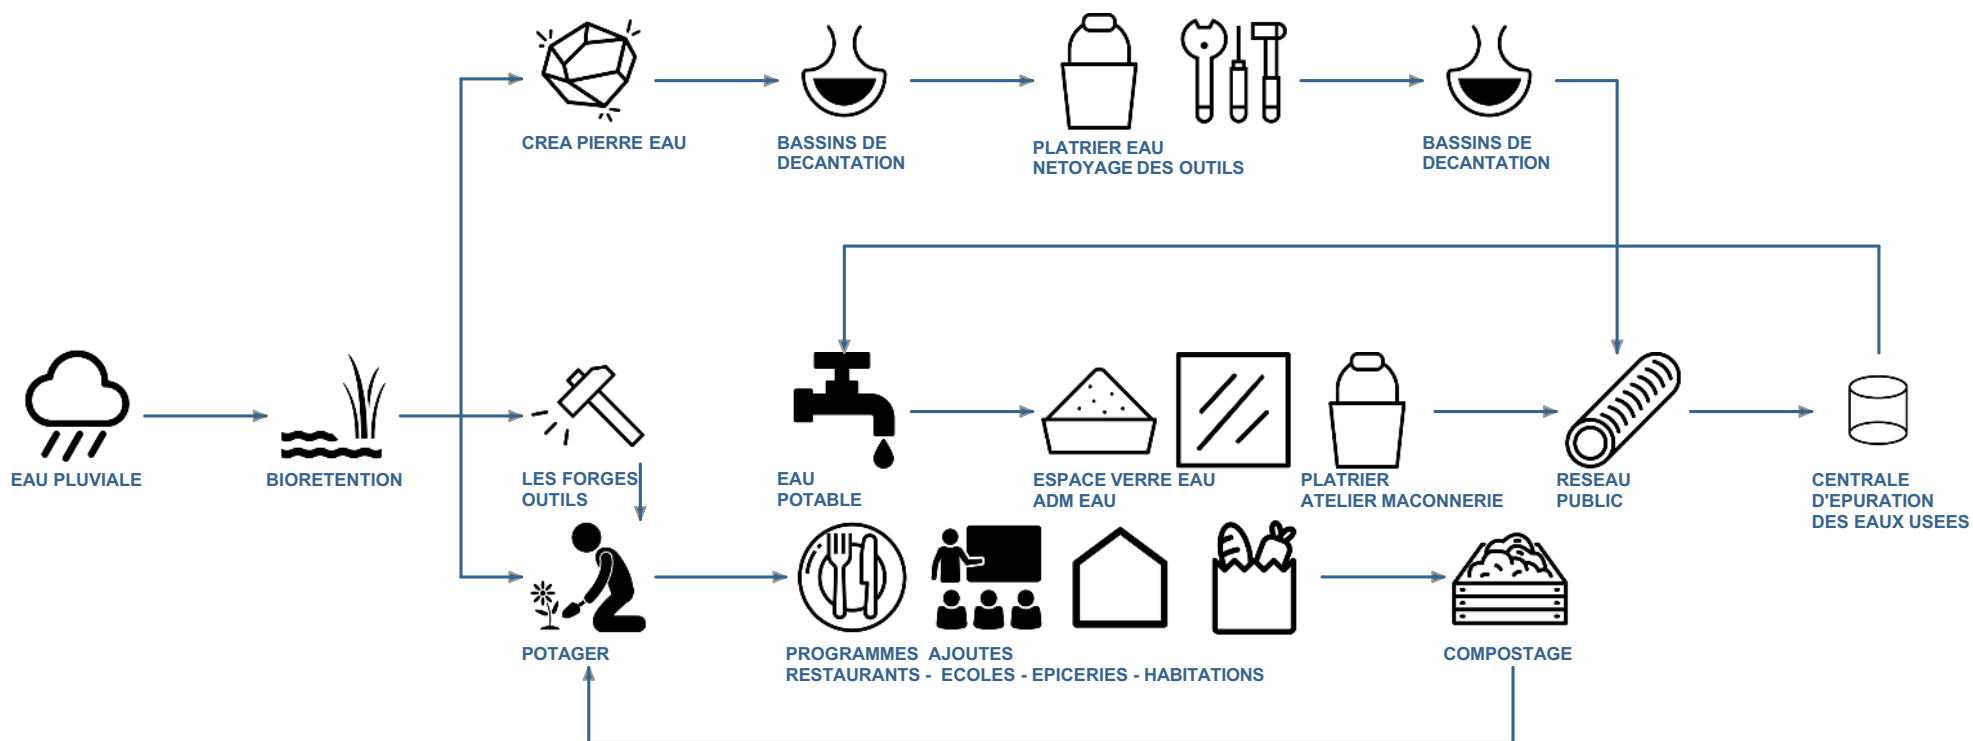 CREA PIERRE EAU
BASSINS DE
DECANTATION
PLATRIER EAU
NETOYAGE DES OUTILS
BASSINS DE
DECANTATION
EAU PLUVIALE
BIORETENTION
LES FORGES
OUTILS
EAU
POTABLE
ESPACE VERRE EAU
ADM EAU
PLATRIER
ATELIER MACONNERIE
RESEAU
PUBLIC
CENTRALE
D'EPURATION
DES EAUX USEES
POTAGER
PROGRAMMES AJOUTES
RESTAURANTS - ECOLES - EPICERIES - HABITATIONS
COMPOSTAGE